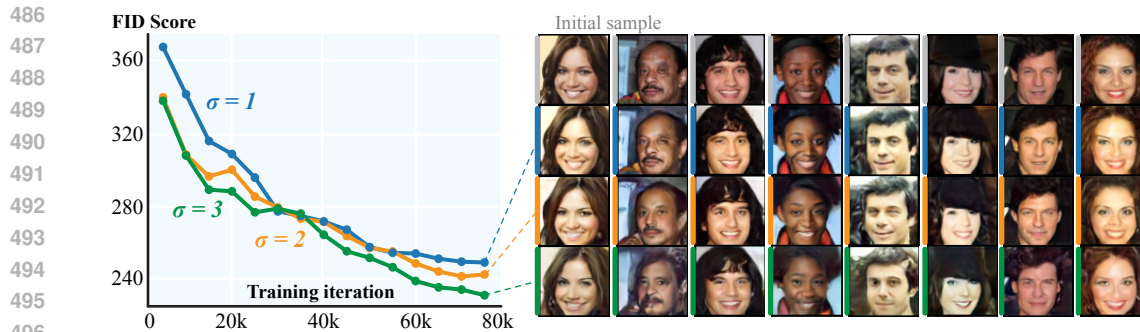 486
487
488
489
490
491
492
493
494
495
FID Score
360
320
280
240
σ = 1
σ = 3
σ = 2
Training iteration
0 20k 40k 60k 80k
Initial sample